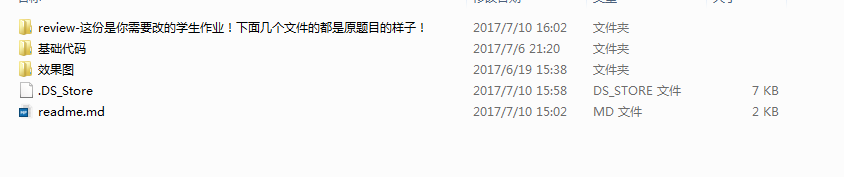 review-这份是你需要改的学生作业！下面几个文件的都是原题目的样子！ 2017/7/10 16:02 文件夹
基础代码 2017/7/6 21:20 文件夹
效果图 2017/6/19 15:38 文件夹
.DS_Store 2017/7/10 15:58 DS_STORE 文件 7 KB
readme.md 2017/7/10 15:02 MD 文件 2 KB